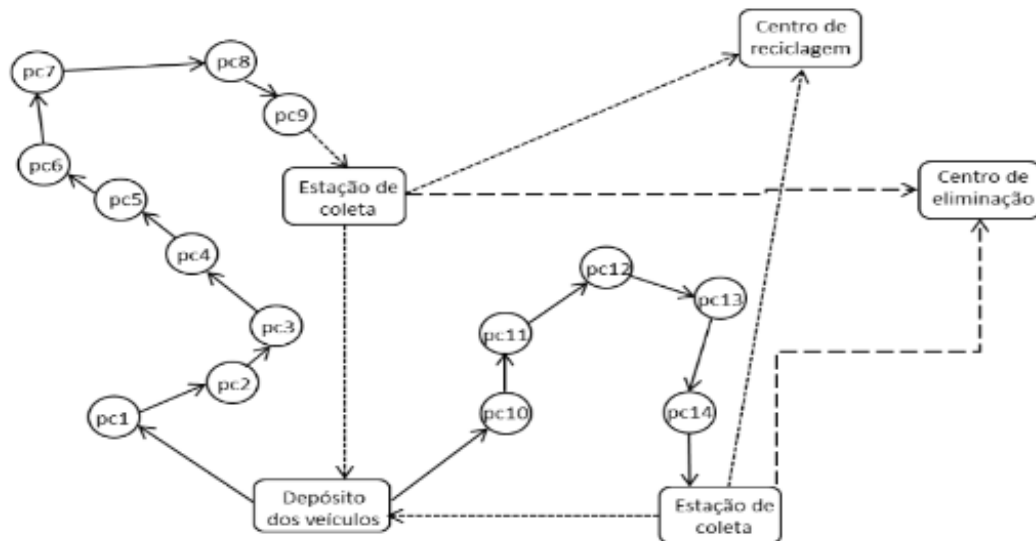 Centro de
reciclagem
pc8
pc7
pc9
pc6
Estação de
coleta
Centro de
eliminação
pc5
pc4
pc12
pc13
pc3
pc11
pc2
pc1
pc10
pc14
Depósito
dos veículos
Estação de
coleta